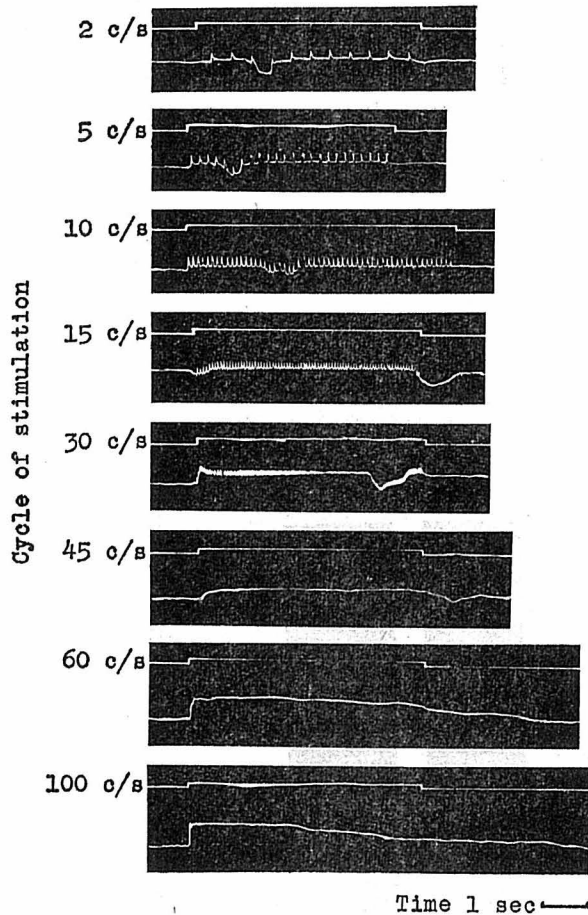 2 c/s
5 c/s
10 c/s
15 c/s
30 c/s
45 c/s
60 c/s
100 c/s
Cycle of stimulation
Time 1 sec